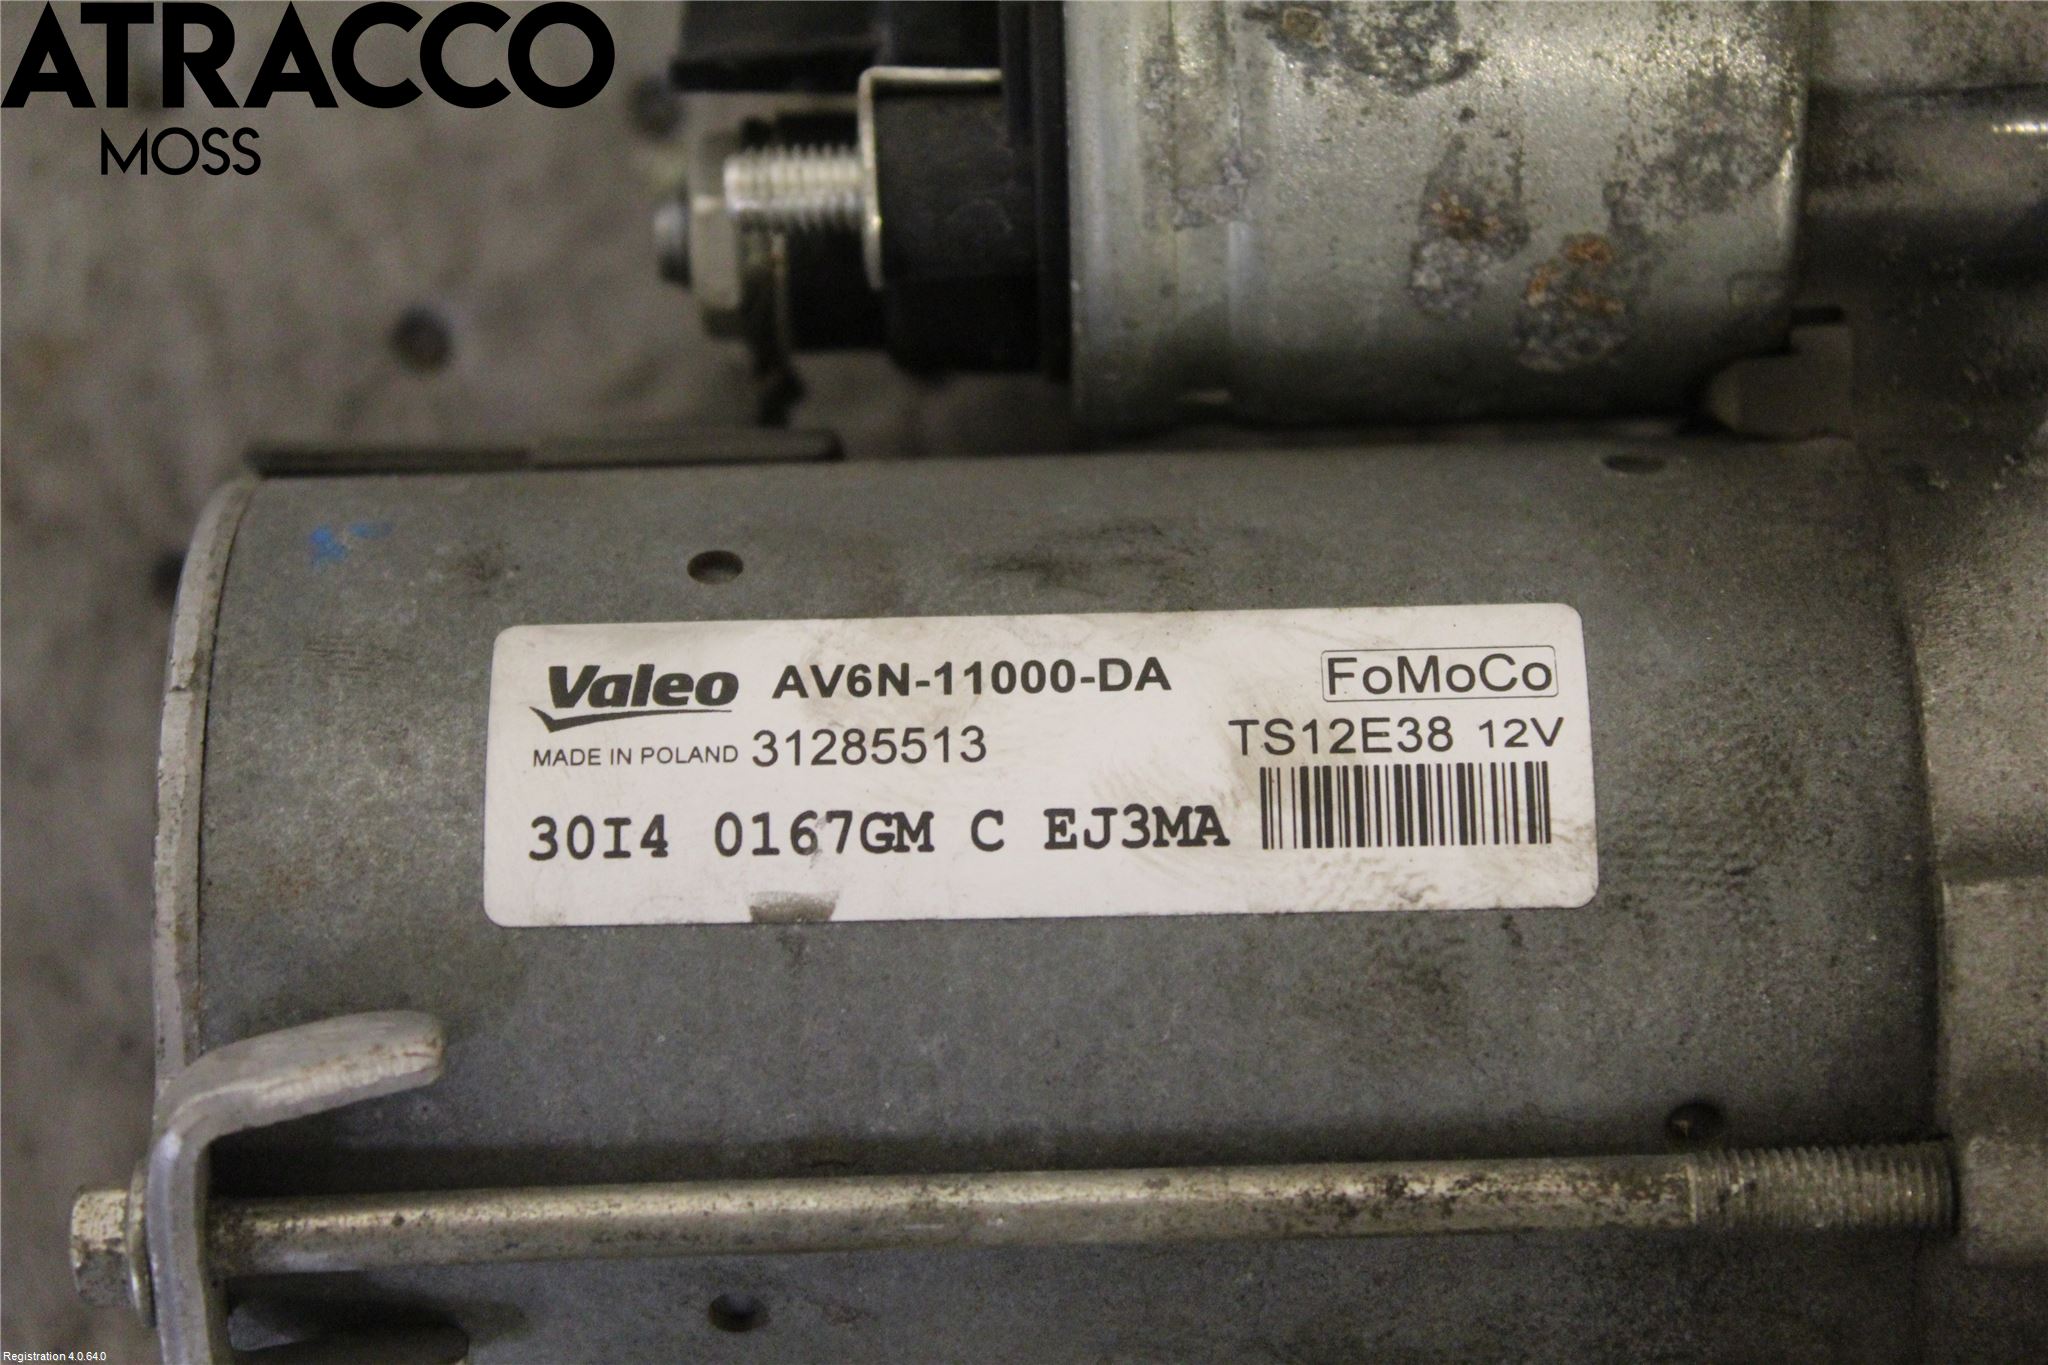 ATRACCO
MOSS
Valeo AV6N-11000-DA FoMoCo
MADE IN POLAND 31285513 TS12E38 12V
30I4 0167GM C EJ3MA
Registration 4.0.64.0